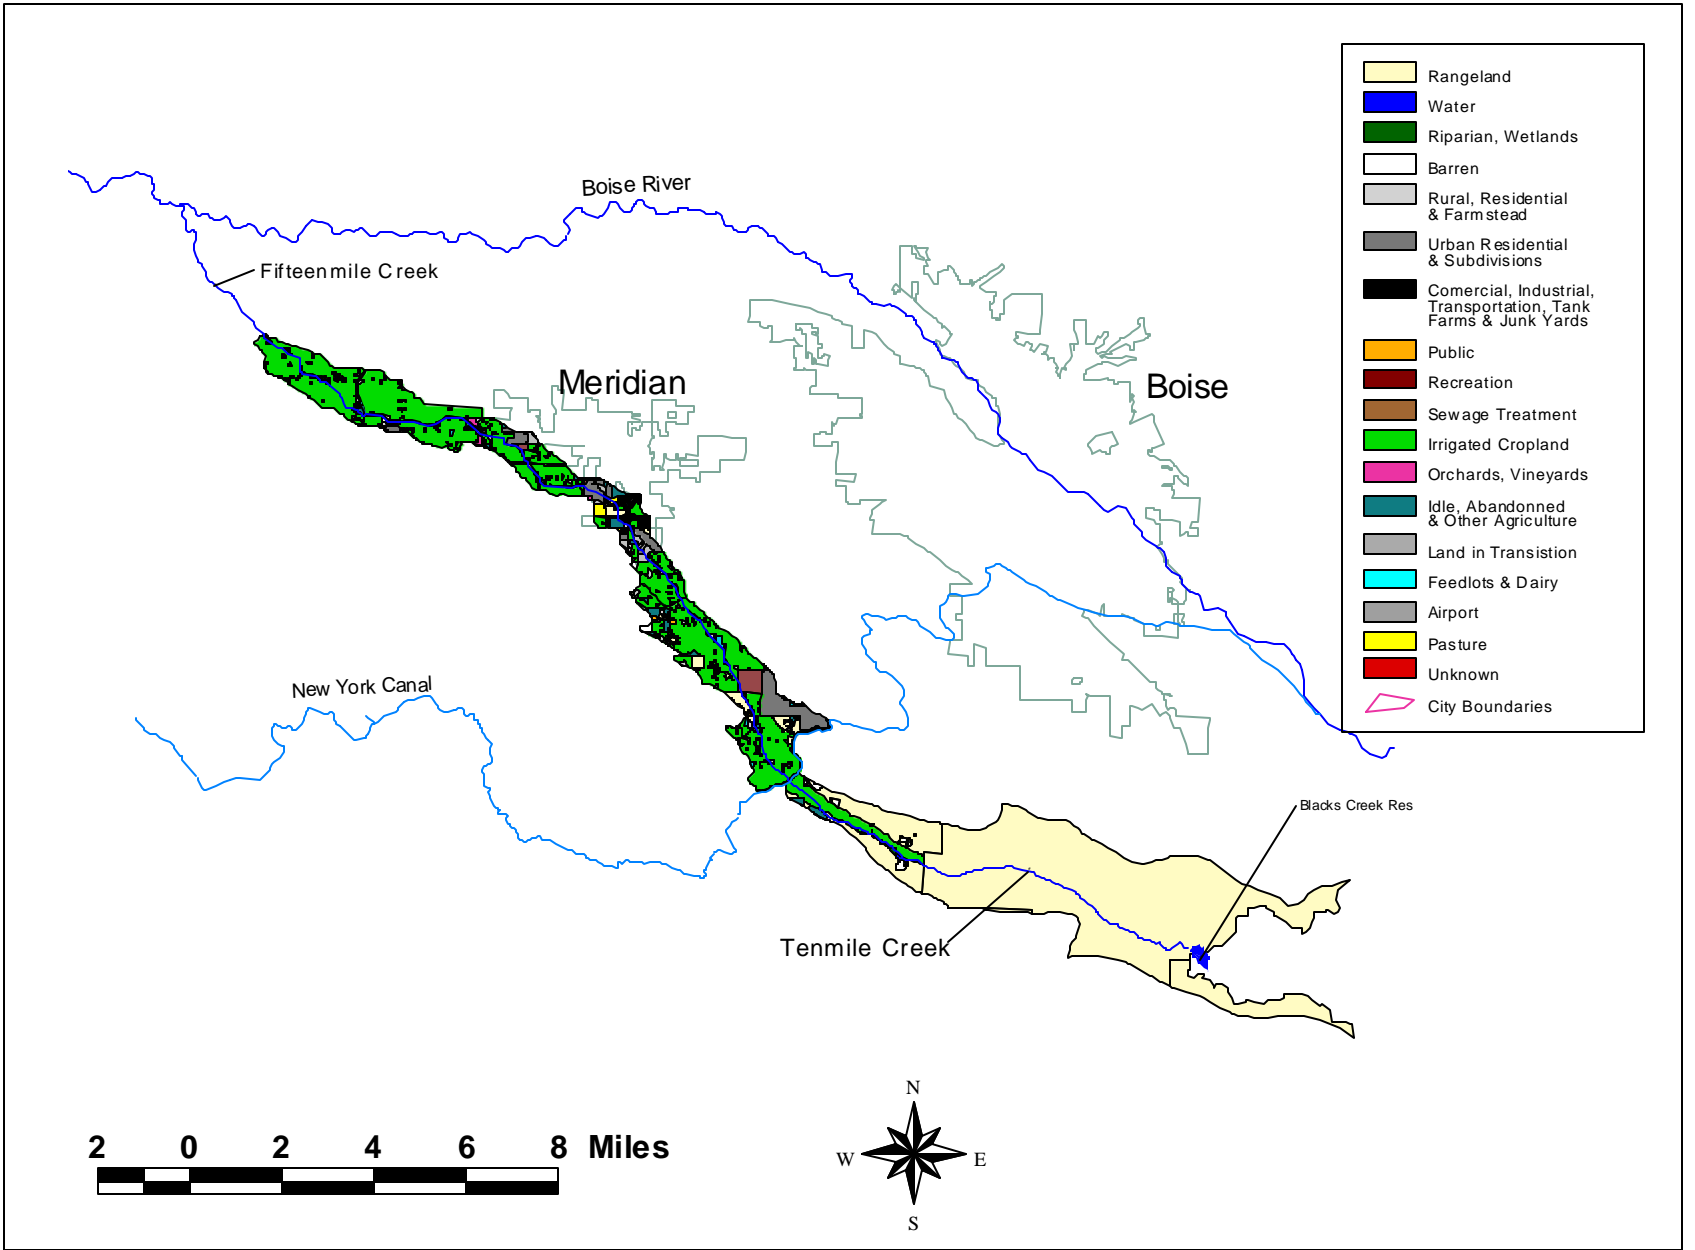 Rangeland
Water
Riparian, Wetlands
Barren
Rural, Residential
& Farmstead
Urban Residential
& Subdivisions
Comercial, Industrial,
Transportation, Tank
Farms & Junk Yards
Public
Recreation
Sewage Treatment
Irrigated Cropland
Orchards, Vineyards
Idle, Abandonned
& Other Agriculture
Land in Transistion
Feedlots & Dairy
Airport
Pasture
Unknown
City Boundaries
Boise River
Fifteenmile Creek
Meridian
Boise
New York Canal
Blacks Creek Res
Tenmile Creek
N
W E
S
2 0 2 4 6 8 Miles